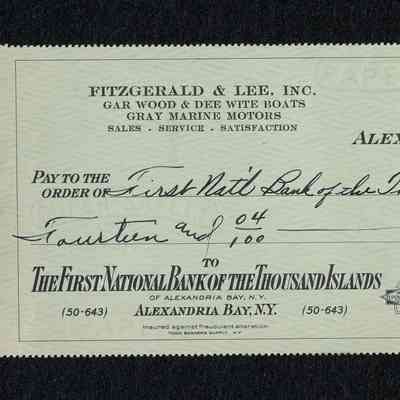 FITZGERALD & LEE, INC.
GAR WOOD & DEE WITE BOATS
GRAY MARINE MOTORS
SALES - SERVICE - SATISFACTION
ALEX
PAY TO THE
ORDER OF First Nat'l Bank of the Th
Fourteen and 04/100
TO
THE FIRST NATIONAL BANK OF THE THOUSAND ISLANDS
OF ALEXANDRIA BAY, N.Y.
(50-643) ALEXANDRIA BAY, N.Y. (50-643)
Insured against fraudulent alteration